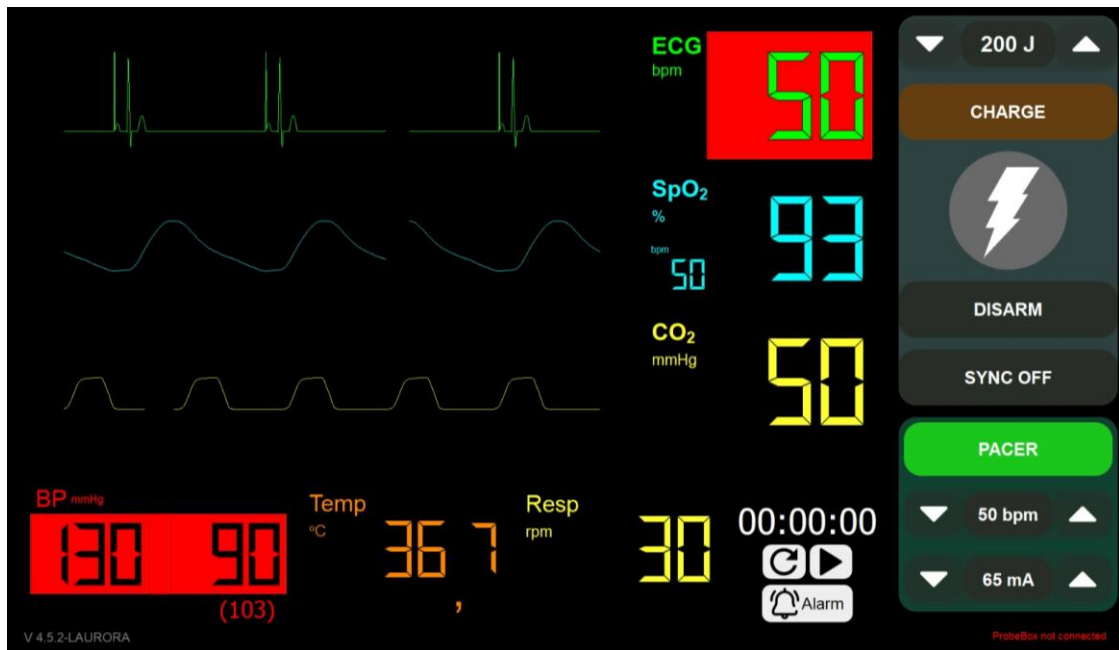 ECG
bpm
50
200 J
CHARGE
SpO₂
%
93
bpm
50
DISARM
SYNC OFF
CO₂
mmHg
50
PACER
50 bpm
65 mA
BP mmHg
130 90
(103)
Temp
°C
36,7
Resp
rpm
30
00:00:00
Alarm
V 4.5.2-LAURORA
ProbeBox not connected